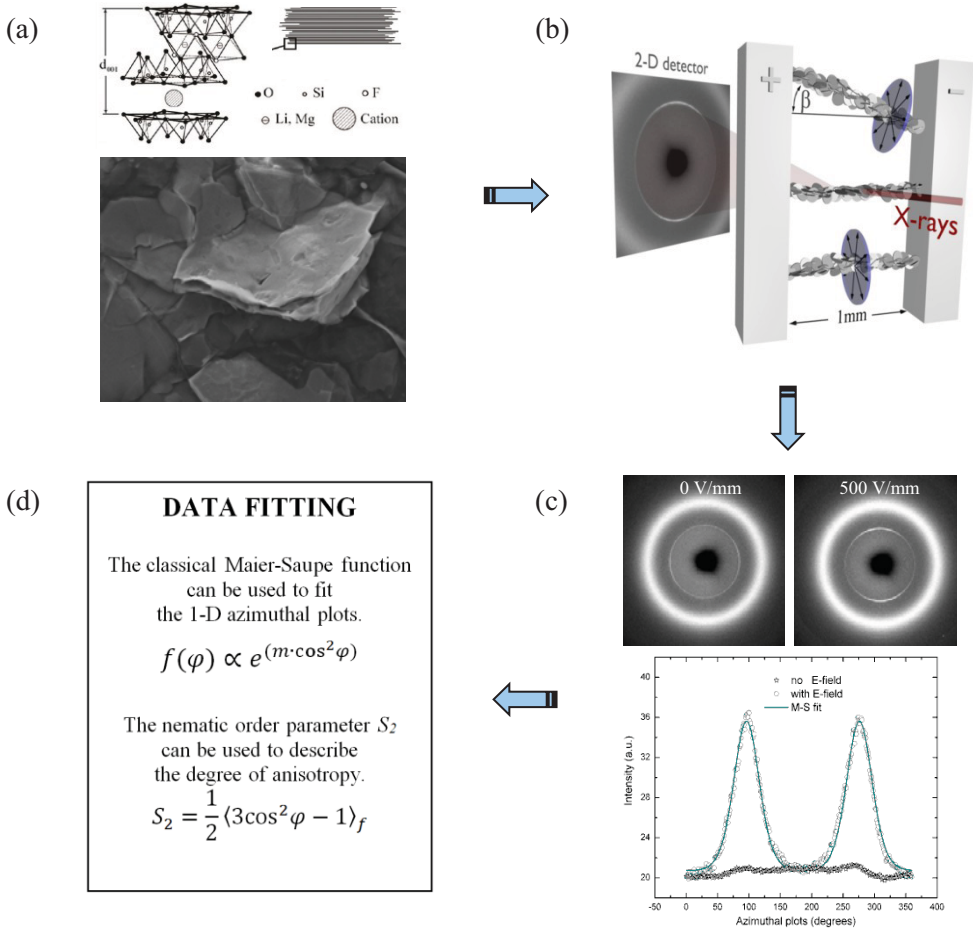 (a)
d₀₀₁
O
Si
F
Li, Mg
Cation
(b)
2-D detector
+
−
β
X-rays
1mm
(c)
0 V/mm
500 V/mm
no E-field
with E-field
M-S fit
Intensity (a.u.)
40
36
32
28
24
20
-50 0 50 100 150 200 250 300 350 400
Azimuthal plots (degrees)
(d)
DATA FITTING
The classical Maier-Saupe function
can be used to fit
the 1-D azimuthal plots.
f(φ) ∝ e^(m·cos²φ)
The nematic order parameter S₂
can be used to describe
the degree of anisotropy.
S₂ = 1/2 ⟨3cos²φ − 1⟩_f